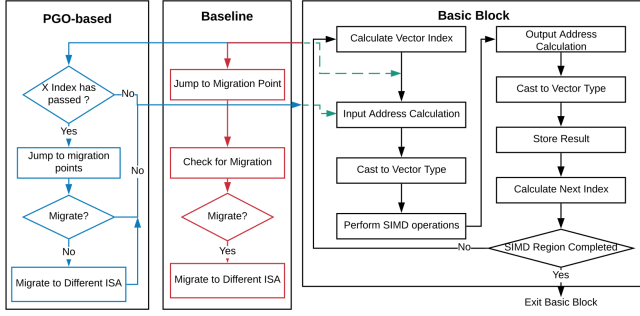 PGO-based
X Index has
passed ?
No
Yes
Jump to migration
points
No
Migrate?
No
Migrate to Different ISA
Baseline
Jump to Migration Point
Check for Migration
Migrate?
Yes
Migrate to Different ISA
Basic Block
Calculate Vector Index
Input Address Calculation
Cast to Vector Type
Perform SIMD operations
No
Output Address
Calculation
Cast to Vector Type
Store Result
Calculate Next Index
SIMD Region Completed
Yes
Exit Basic Block